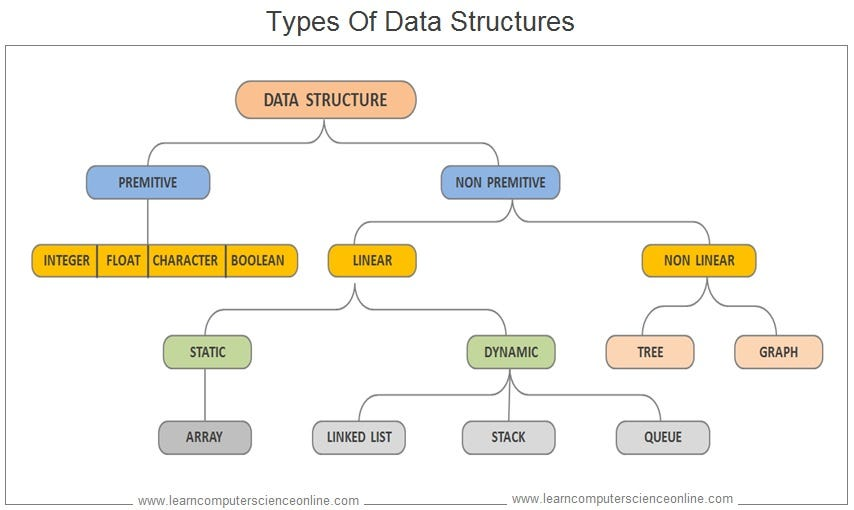 Types Of Data Structures
DATA STRUCTURE
PREMITIVE
NON PREMITIVE
INTEGER FLOAT CHARACTER BOOLEAN
LINEAR
NON LINEAR
STATIC
DYNAMIC
TREE
GRAPH
ARRAY
LINKED LIST
STACK
QUEUE
www.learncomputerscienceonline.com
www.learncomputerscienceonline.com